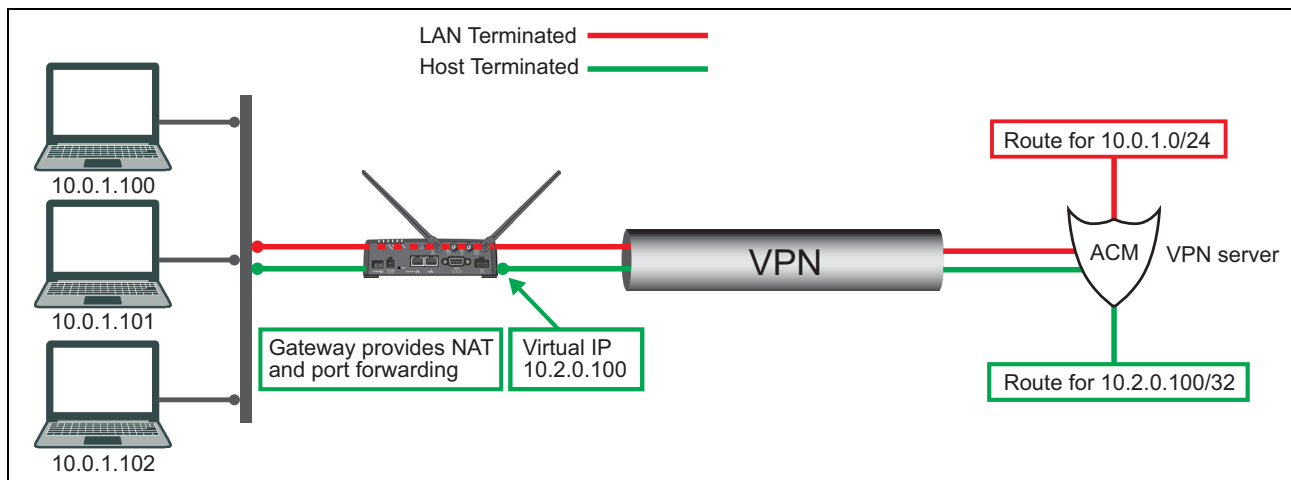 LAN Terminated
Host Terminated
10.0.1.100
10.0.1.101
10.0.1.102
Gateway provides NAT
and port forwarding
Virtual IP
10.2.0.100
VPN
Route for 10.0.1.0/24
ACM
VPN server
Route for 10.2.0.100/32